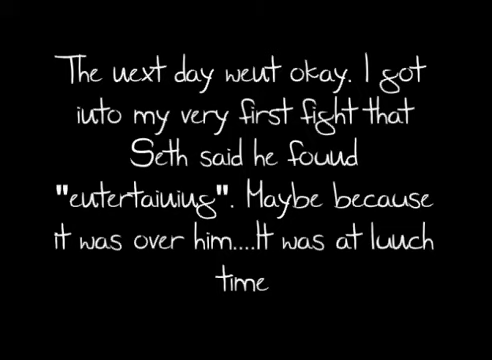 The next day went okay. I got
into my very first fight that
Seth said he found
"entertaining". Maybe because
it was over him....It was at lunch
time